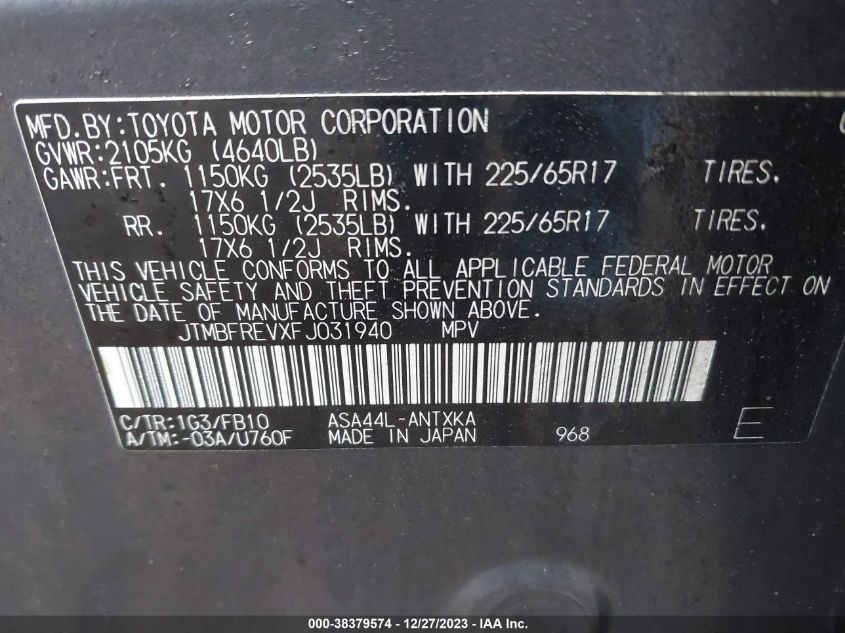 MFD.BY:TOYOTA MOTOR CORPORATION
GVWR:2105KG (4640LB)
GAWR:FRT. 1150KG (2535LB) WITH 225/65R17 TIRES.
17X6 1/2J RIMS.
RR. 1150KG (2535LB) WITH 225/65R17 TIRES.
17X6 1/2J RIMS.
THIS VEHICLE CONFORMS TO ALL APPLICABLE FEDERAL MOTOR
VEHICLE SAFETY AND THEFT PREVENTION STANDARDS IN EFFECT ON
THE DATE OF MANUFACTURE SHOWN ABOVE.
JTMBFREVXFJ031940 MPV
C/TR:1G3/FB10 ASA44L-ANTXKA
A/TM:-03A/U760F MADE IN JAPAN 968 E
000-38379574 - 12/27/2023 - IAA Inc.